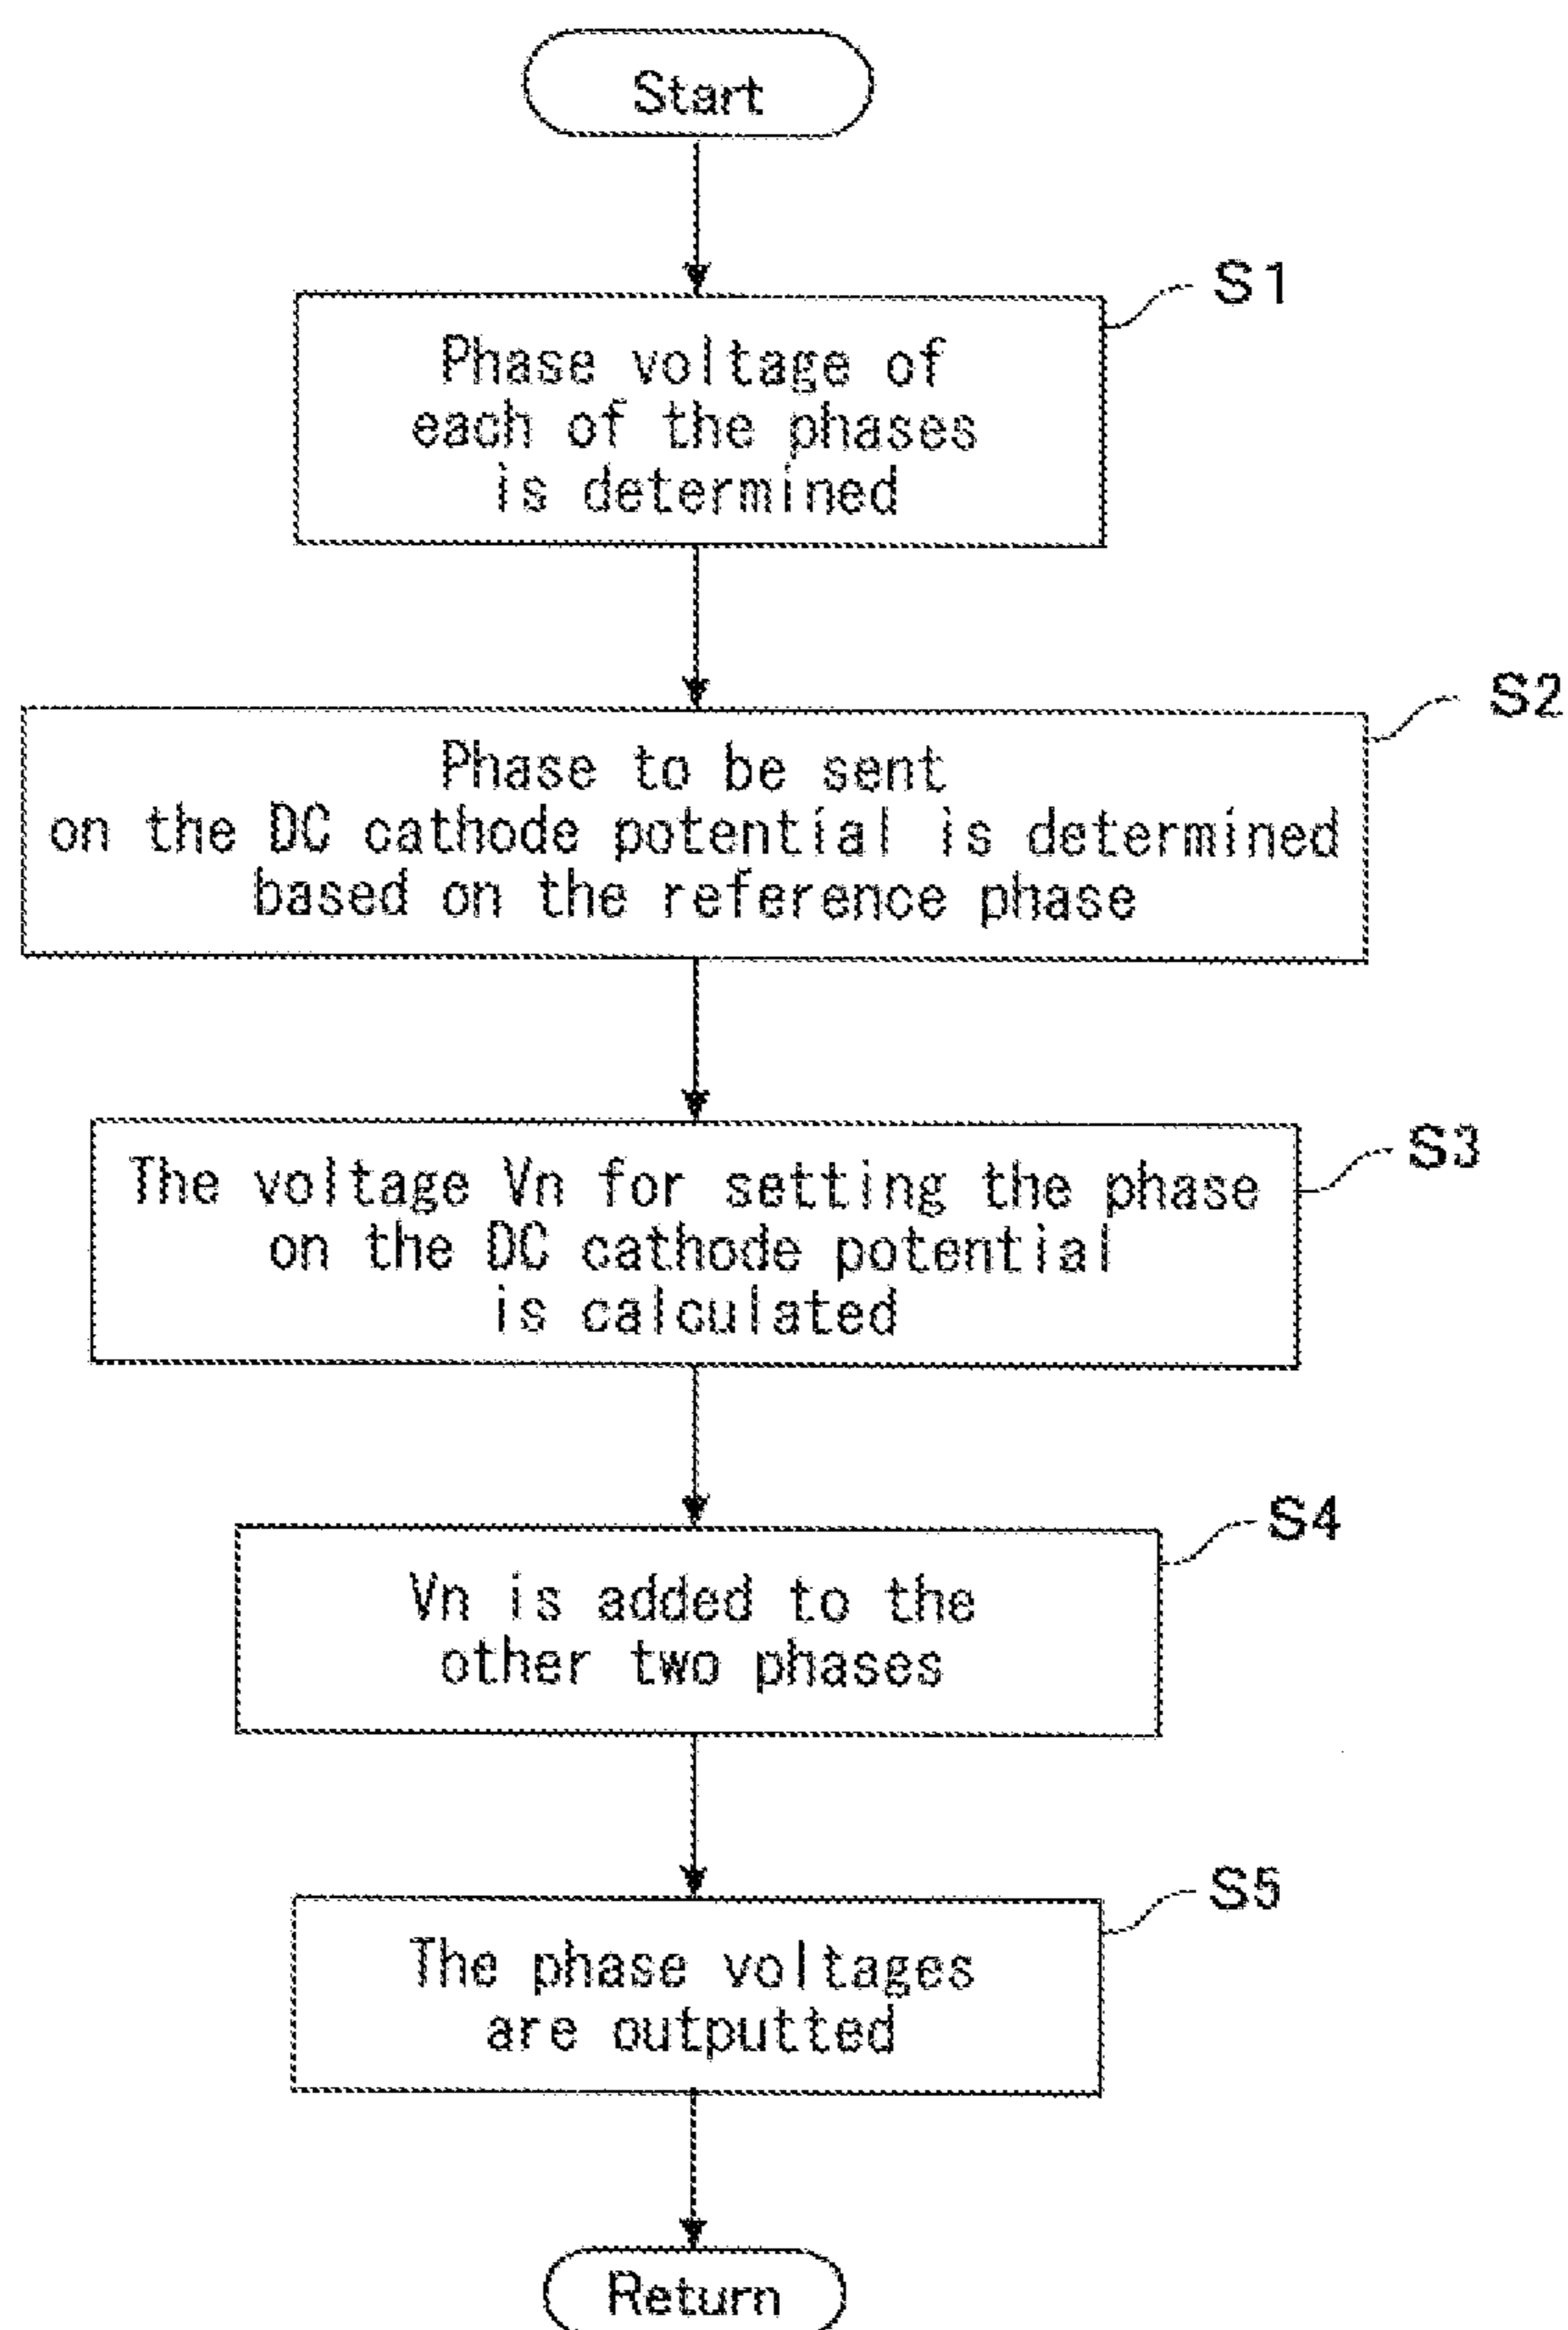 Start
S1
Phase voltage of
each of the phases
is determined
S2
Phase to be sent
on the DC cathode potential is determined
based on the reference phase
S3
The voltage Vn for setting the phase
on the DC cathode potential
is calculated
S4
Vn is added to the
other two phases
S5
The phase voltages
are outputted
Return